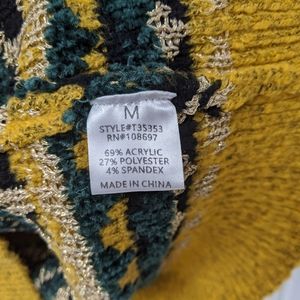 M
STYLE#T35353
RN#108697
69% ACRYLIC
27% POLYESTER
4% SPANDEX
MADE IN CHINA